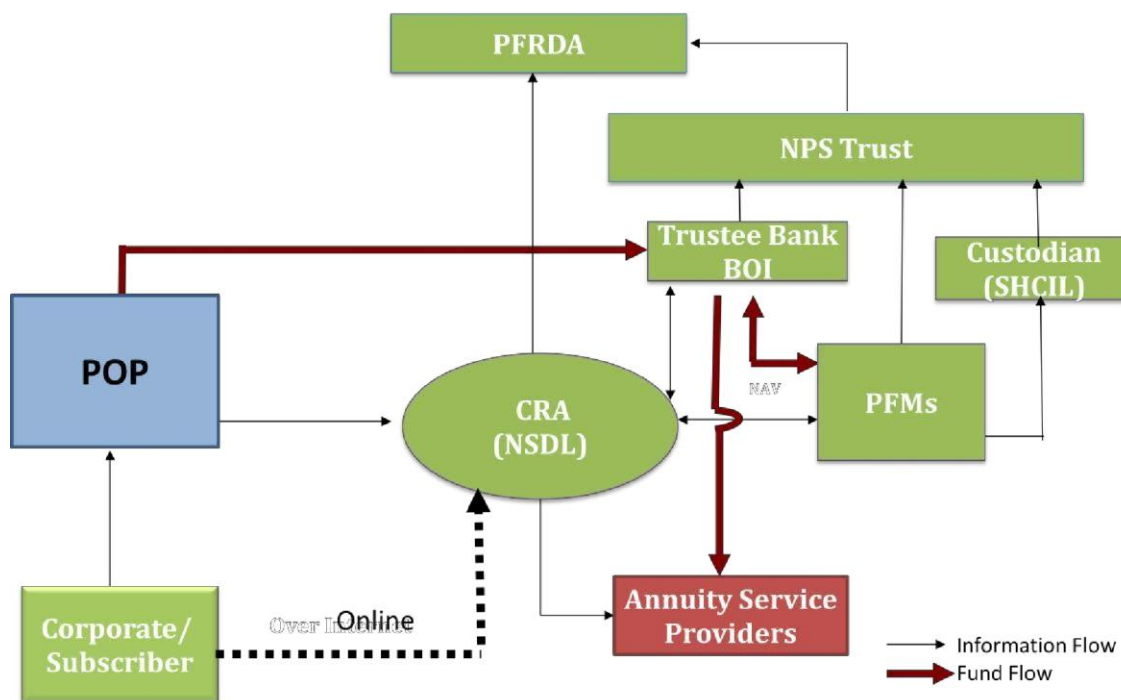 PFRDA
NPS Trust
Trustee Bank
BOI
Custodian
(SHCIL)
POP
NAV
CRA
(NSDL)
PFMs
Over Internet
Online
Corporate/
Subscriber
Annuity Service
Providers
Information Flow
Fund Flow